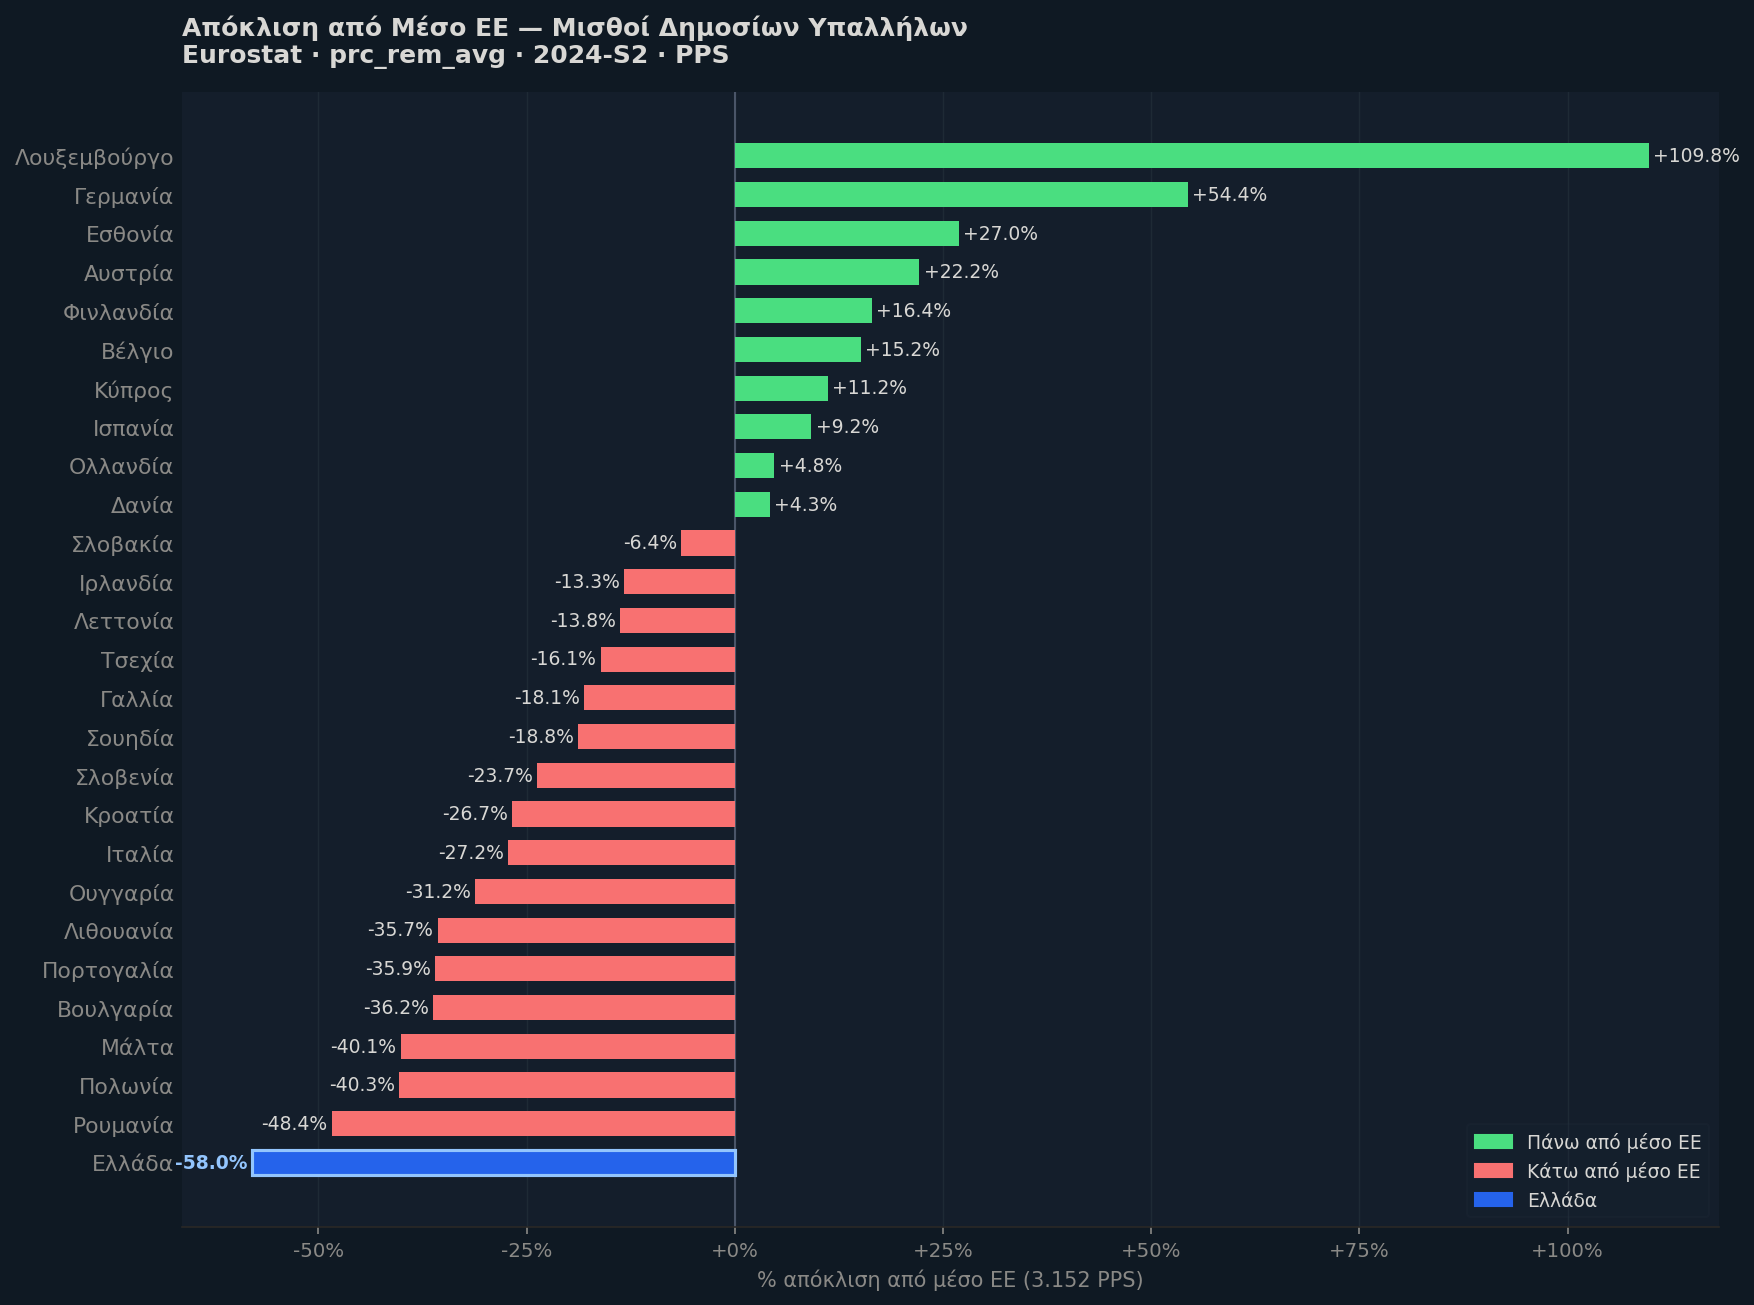 Απόκλιση από Μέσο ΕΕ — Μισθοί Δημοσίων Υπαλλήλων
Eurostat · prc_rem_avg · 2024-S2 · PPS
Λουξεμβούργο +109.8%
Γερμανία +54.4%
Εσθονία +27.0%
Αυστρία +22.2%
Φινλανδία +16.4%
Βέλγιο +15.2%
Κύπρος +11.2%
Ισπανία +9.2%
Ολλανδία +4.8%
Δανία +4.3%
Σλοβακία -6.4%
Ιρλανδία -13.3%
Λεττονία -13.8%
Τσεχία -16.1%
Γαλλία -18.1%
Σουηδία -18.8%
Σλοβενία -23.7%
Κροατία -26.7%
Ιταλία -27.2%
Ουγγαρία -31.2%
Λιθουανία -35.7%
Πορτογαλία -35.9%
Βουλγαρία -36.2%
Μάλτα -40.1%
Πολωνία -40.3%
Ρουμανία -48.4%
Ελλάδα -58.0%
Πάνω από μέσο ΕΕ
Κάτω από μέσο ΕΕ
Ελλάδα
-50% -25% +0% +25% +50% +75% +100%
% απόκλιση από μέσο ΕΕ (3.152 PPS)